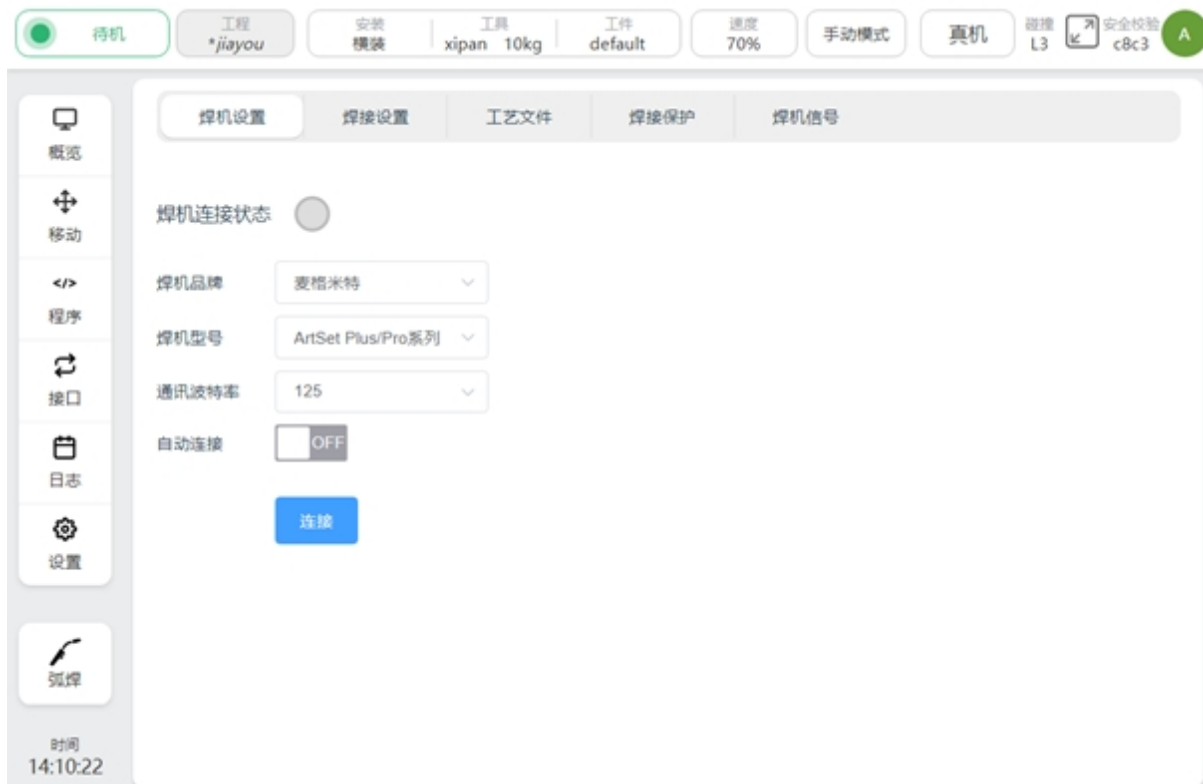 待机
工程
*jiayou
安装
横装
工具
xipan 10kg
工件
default
速度
70%
手动模式
真机
碰撞
L3
安全校验
c8c3
A
概览
移动
</>
程序
接口
日志
设置
弧焊
时间
14:10:22
焊机设置
焊接设置
工艺文件
焊接保护
焊机信号
焊机连接状态
焊机品牌
麦格米特
焊机型号
ArtSet Plus/Pro系列
通讯波特率
125
自动连接
OFF
连接